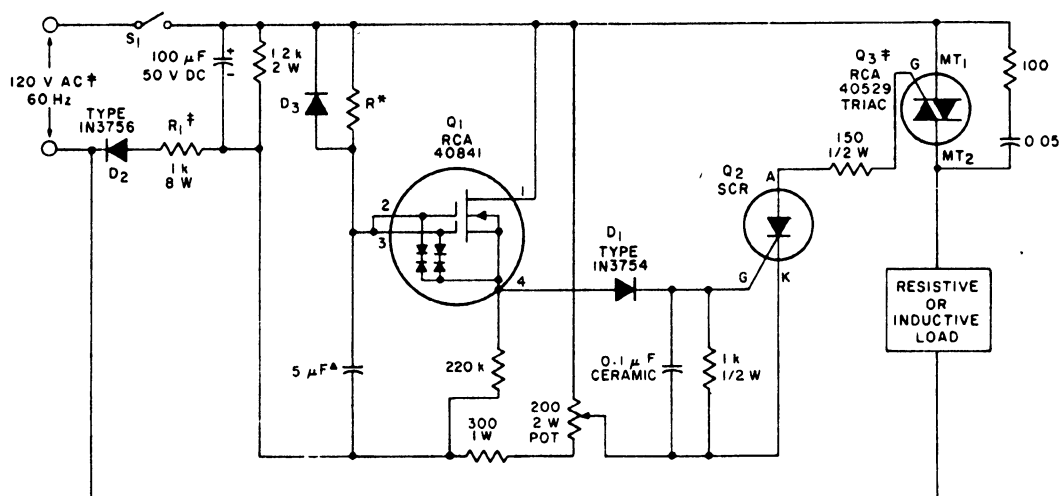 S1
120 V AC‡
60 Hz
100 µF
50 V DC
+
−
1.2 k
2 W
TYPE
IN3756
D2
R1‡
1 k
8 W
D3
R*
Q1
RCA
40841
1
2
3
4
5 µF▲
220 k
300
1 W
200
2 W
POT
D1
TYPE
IN3754
0.1 µF
CERAMIC
1 k
1/2 W
Q2
SCR
A
G
K
150
1/2 W
Q3‡
RCA
40529
TRIAC
G
MT1
MT2
100
0 05
RESISTIVE
OR
INDUCTIVE
LOAD